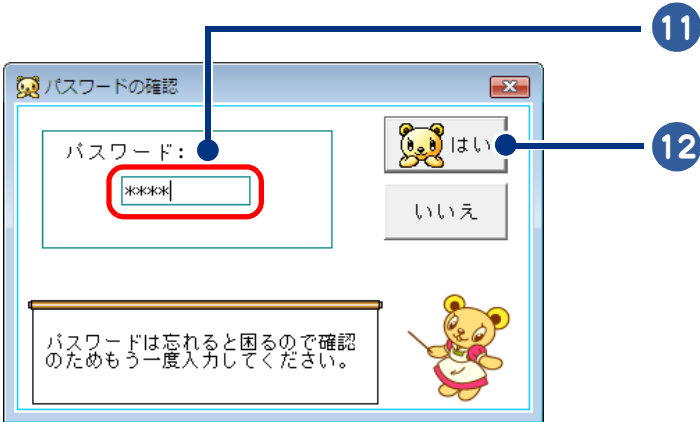 11
パスワードの確認
パスワード:
****
はい
12
いいえ
パスワードは忘れると困るので確認
のためもう一度入力してください。